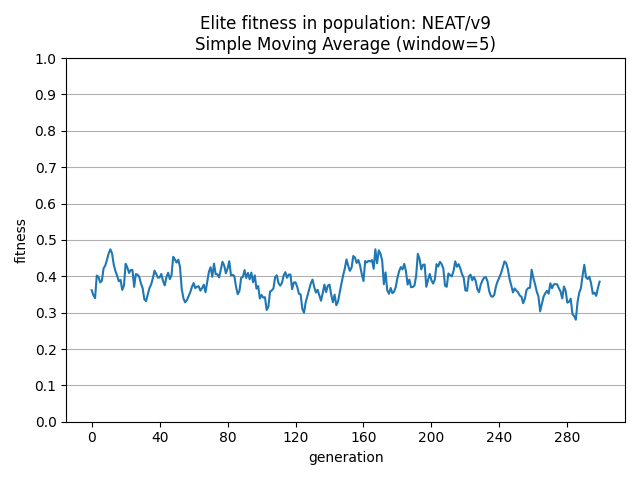 Elite fitness in population: NEAT/v9
Simple Moving Average (window=5)
1.0
0.9
0.8
0.7
0.6
0.5
0.4
0.3
0.2
0.1
0.0
fitness
0 40 80 120 160 200 240 280
generation